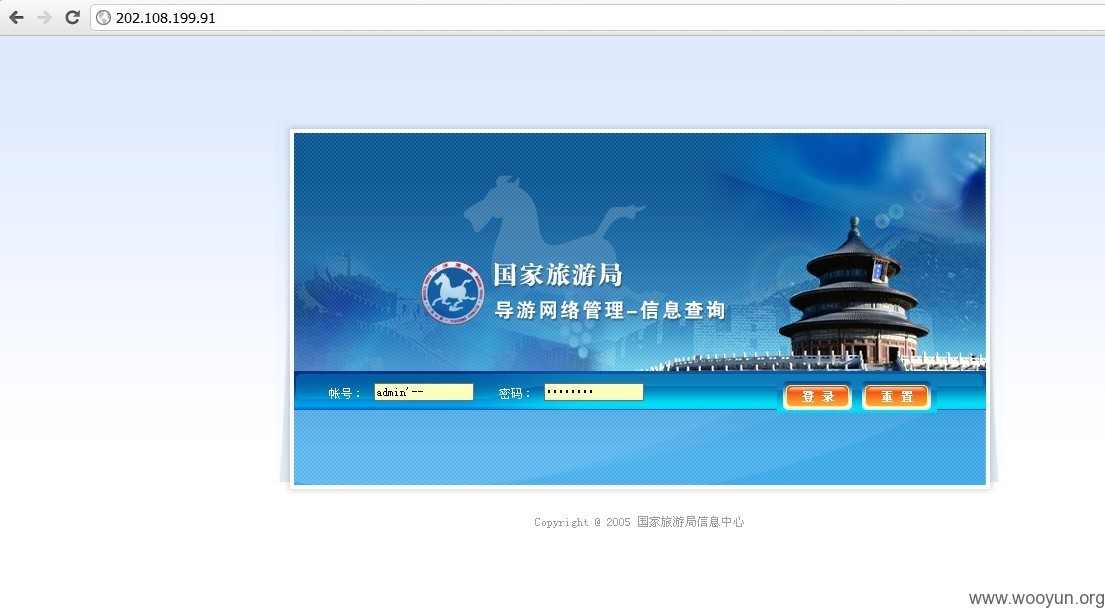 202.108.199.91
国家旅游局
导游网络管理-信息查询
帐号： admin'-- 密码： •••••••• 登 录 重 置
Copyright @ 2005 国家旅游局信息中心
www.wooyun.org